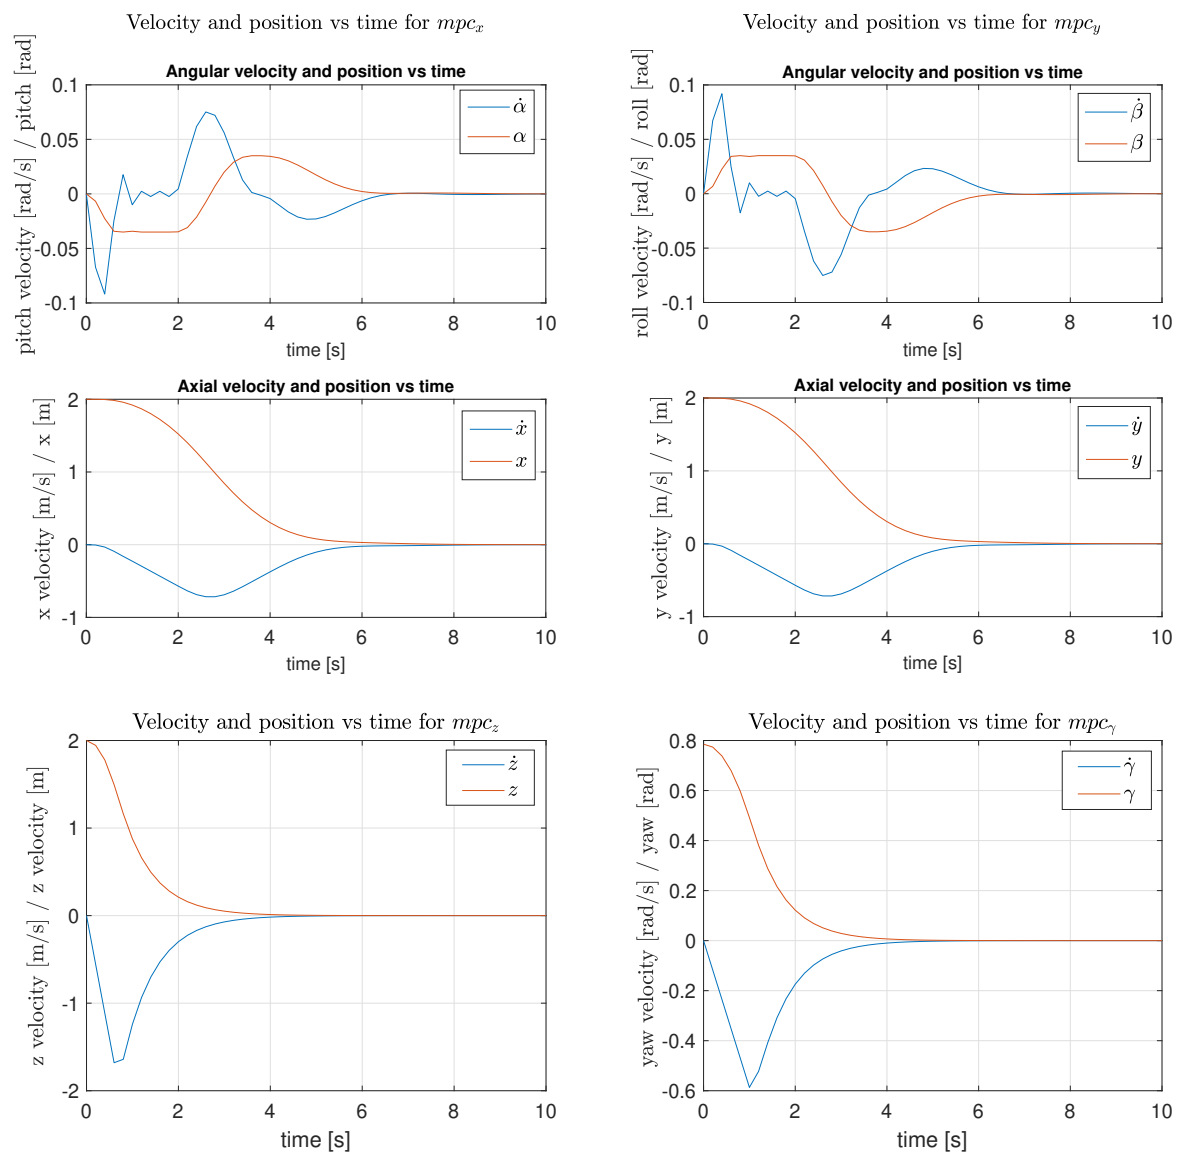 Velocity and position vs time for mpcₓ
Angular velocity and position vs time
pitch velocity [rad/s] / pitch [rad]
0.1
0.05
0
-0.05
-0.1
α̇
α
0 2 4 6 8 10
time [s]
Axial velocity and position vs time
x velocity [m/s] / x [m]
2
1
0
-1
ẋ
x
0 2 4 6 8 10
time [s]
Velocity and position vs time for mpc_y
Angular velocity and position vs time
roll velocity [rad/s] / roll [rad]
0.1
0.05
0
-0.05
-0.1
β̇
β
0 2 4 6 8 10
time [s]
Axial velocity and position vs time
y velocity [m/s] / y [m]
2
1
0
-1
ẏ
y
0 2 4 6 8 10
time [s]
Velocity and position vs time for mpc_z
z velocity [m/s] / z velocity [m]
2
1
0
-1
-2
ż
z
0 2 4 6 8 10
time [s]
Velocity and position vs time for mpcᵧ
yaw velocity [rad/s] / yaw [rad]
0.8
0.6
0.4
0.2
0
-0.2
-0.4
-0.6
γ̇
γ
0 2 4 6 8 10
time [s]